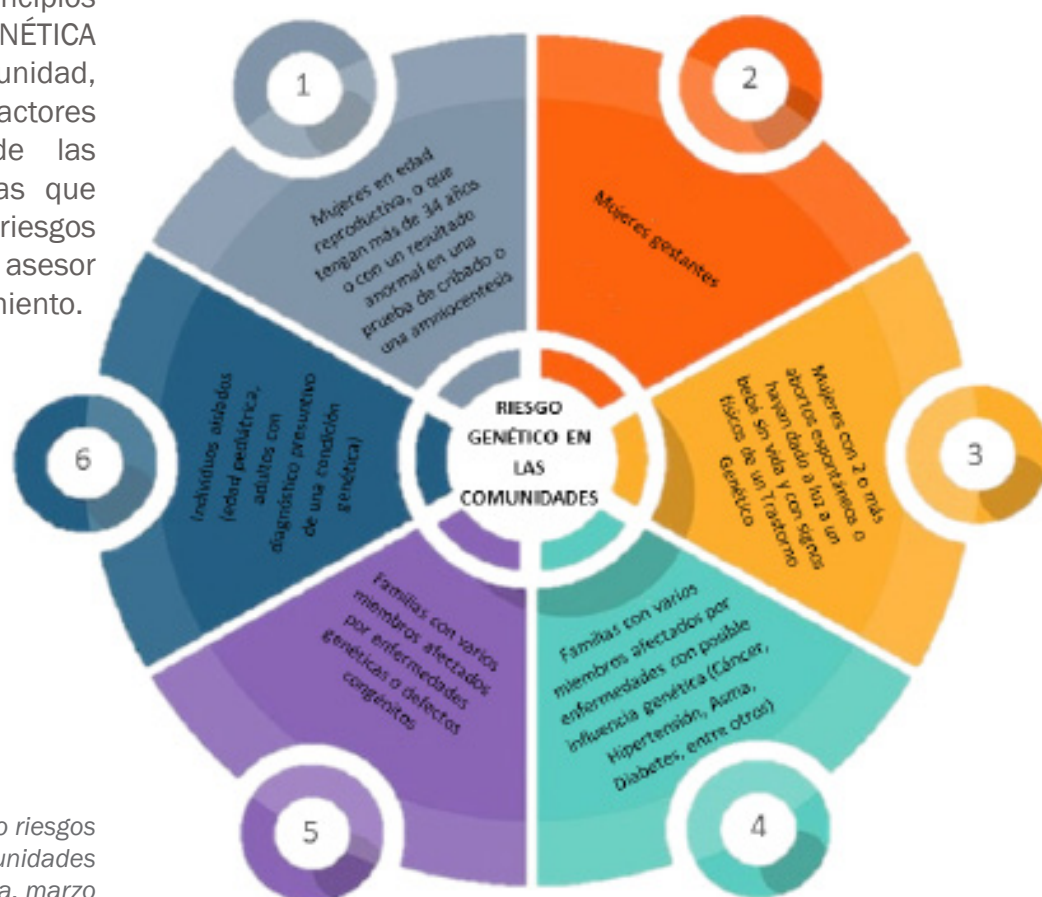 ncipios
NÉTICA
unidad,
actores
de las
as que
riesgos
asesor
miento.
1
Mujeres en edad
reproductiva, o que
tengan más de 34 años
o con un resultado
anormal en una
prueba de cribado o
una amniocentesis
2
Mujeres gestantes
3
Mujeres con 2 o más
abortos espontáneos o
hayan dado a luz a un
bebé sin vida y con signos
físicos de un Trastorno
Genético
4
Familias con varios
miembros afectados por
enfermedades con posible
influencia genética (Cáncer,
Hipertensión, Asma,
Diabetes, entre otros)
5
Familias con varios
miembros afectados
por enfermedades
genéticas o defectos
congénitos
6
Individuos aislados
(edad pediátrica,
adultos con
diagnóstico presuntivo
de una condición
genética)
RIESGO
GENÉTICO EN
LAS
COMUNIDADES
o riesgos
unidades
a, marzo